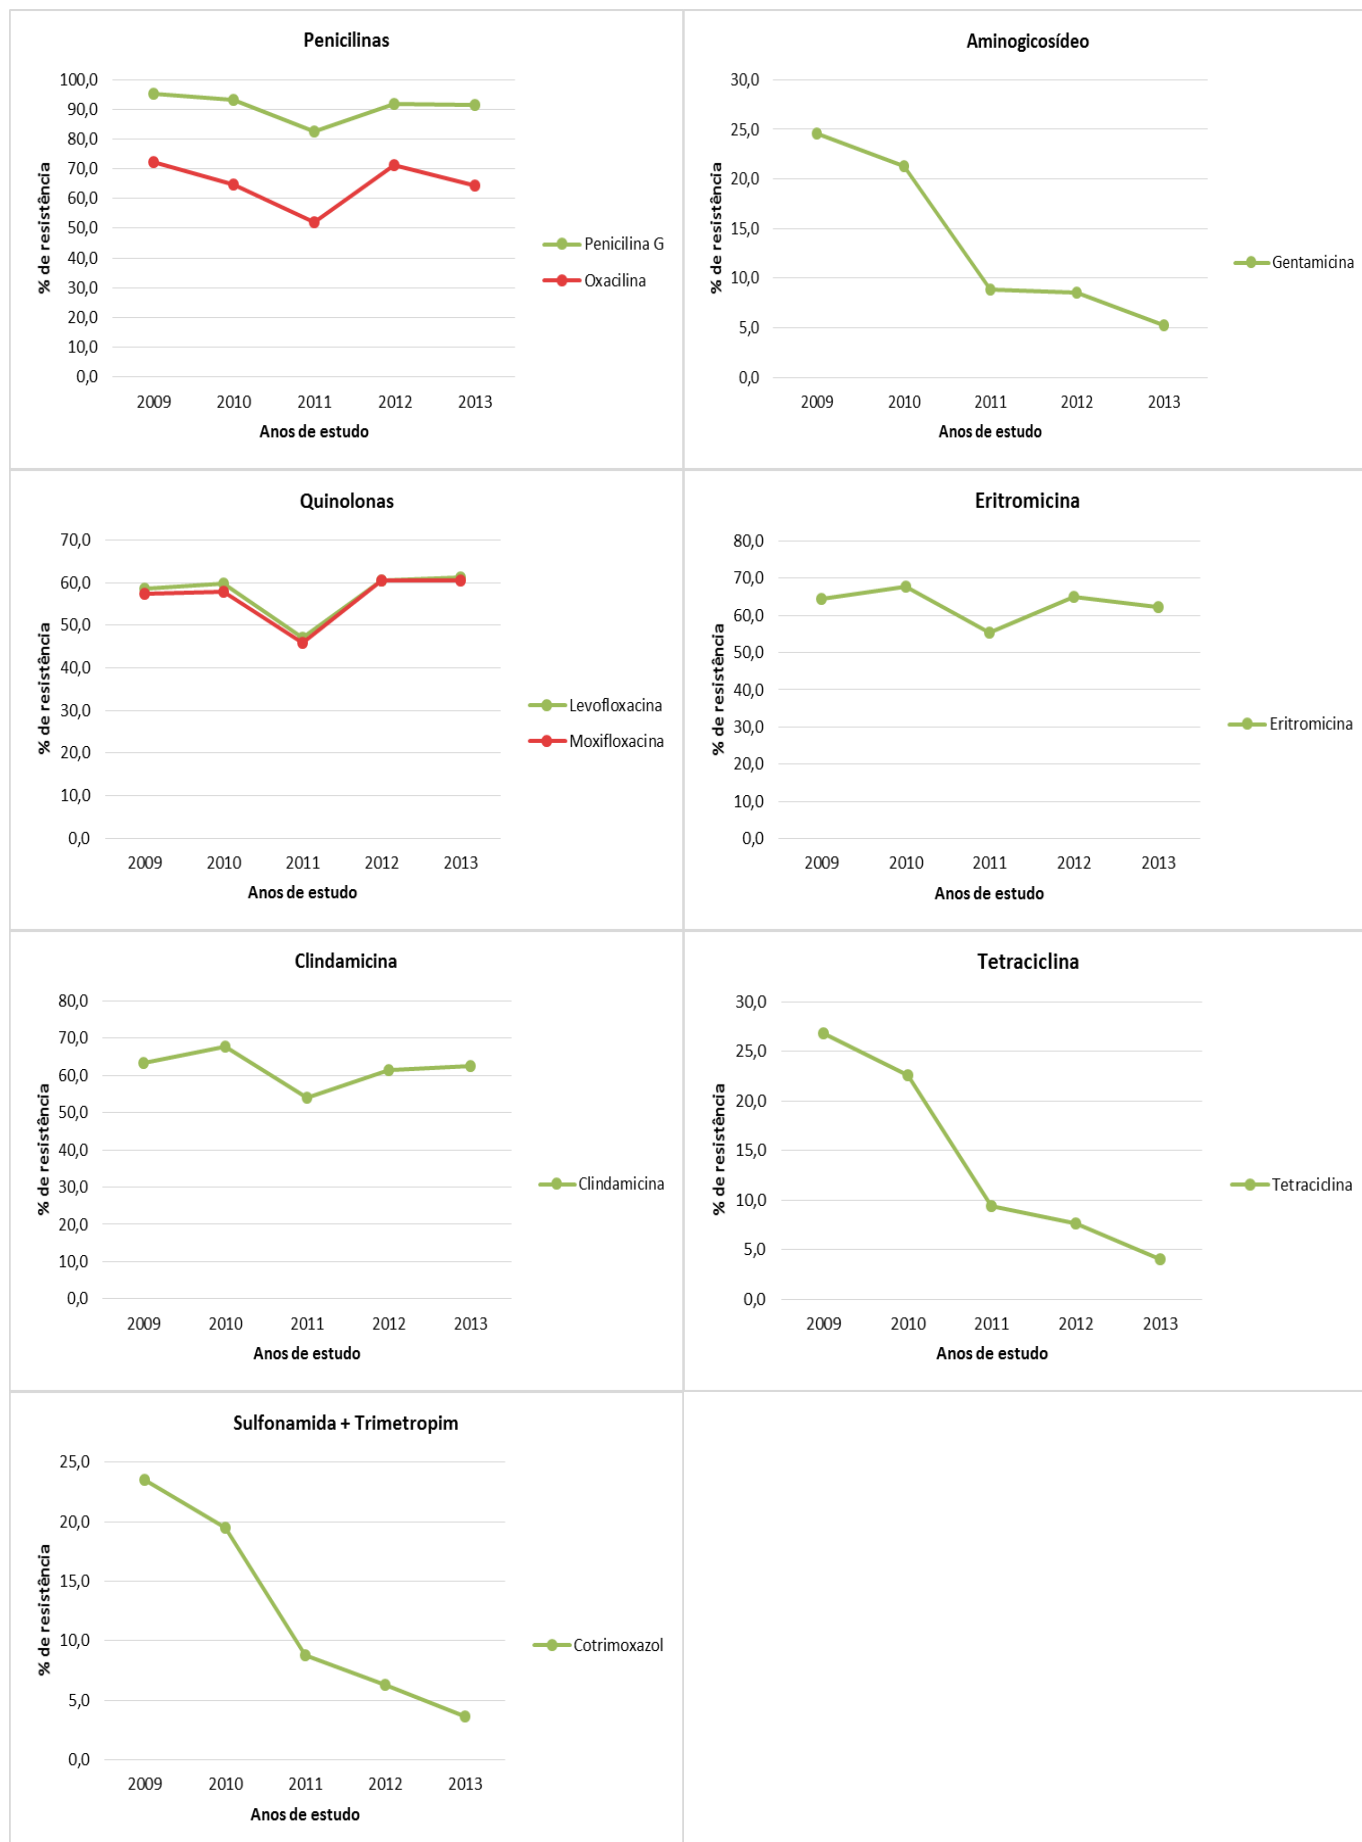 Penicilinas
100,0
90,0
80,0
70,0
60,0
50,0
40,0
30,0
20,0
10,0
0,0
% de resistência
2009 2010 2011 2012 2013
Anos de estudo
Penicilina G
Oxacilina
Aminogicosídeo
30,0
25,0
20,0
15,0
10,0
5,0
0,0
% de resistência
2009 2010 2011 2012 2013
Anos de estudo
Gentamicina
Quinolonas
70,0
60,0
50,0
40,0
30,0
20,0
10,0
0,0
% de resistência
2009 2010 2011 2012 2013
Anos de estudo
Levofloxacina
Moxifloxacina
Eritromicina
80,0
70,0
60,0
50,0
40,0
30,0
20,0
10,0
0,0
% de resistência
2009 2010 2011 2012 2013
Anos de estudo
Eritromicina
Clindamicina
80,0
70,0
60,0
50,0
40,0
30,0
20,0
10,0
0,0
% de resistência
2009 2010 2011 2012 2013
Anos de estudo
Clindamicina
Tetraciclina
30,0
25,0
20,0
15,0
10,0
5,0
0,0
% de resistência
2009 2010 2011 2012 2013
Anos de estudo
Tetraciclina
Sulfonamida + Trimetropim
25,0
20,0
15,0
10,0
5,0
0,0
% de resistência
2009 2010 2011 2012 2013
Anos de estudo
Cotrimoxazol